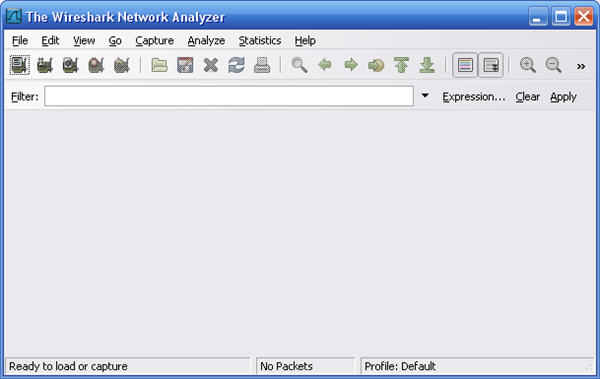 The Wireshark Network Analyzer
File Edit View Go Capture Analyze Statistics Help
Filter: Expression... Clear Apply
Ready to load or capture No Packets Profile: Default